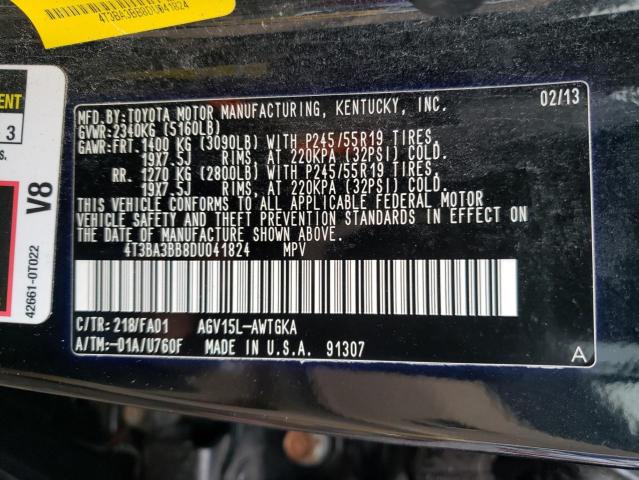 4T3BA3BB8DU041824
ENT
3
s.
V8
42661-0T022
MFD.BY:TOYOTA MOTOR MANUFACTURING, KENTUCKY, INC. 02/13
GVWR:2340KG (5160LB)
GAWR:FRT.1400 KG (3090LB) WITH P245/55R19 TIRES,
19X7.5J RIMS, AT 220KPA (32PSI) COLD.
RR. 1270 KG (2800LB) WITH P245/55R19 TIRES,
19X7.5J RIMS, AT 220KPA (32PSI) COLD.
THIS VEHICLE CONFORMS TO ALL APPLICABLE FEDERAL MOTOR
VEHICLE SAFETY AND THEFT PREVENTION STANDARDS IN EFFECT ON
THE DATE OF MANUFACTURE SHOWN ABOVE.
4T3BA3BB8DU041824 MPV
C/TR:218/FA01 AGV15L-AWTGKA
A/TM:-01A/U760F MADE IN U.S.A. 91307 A